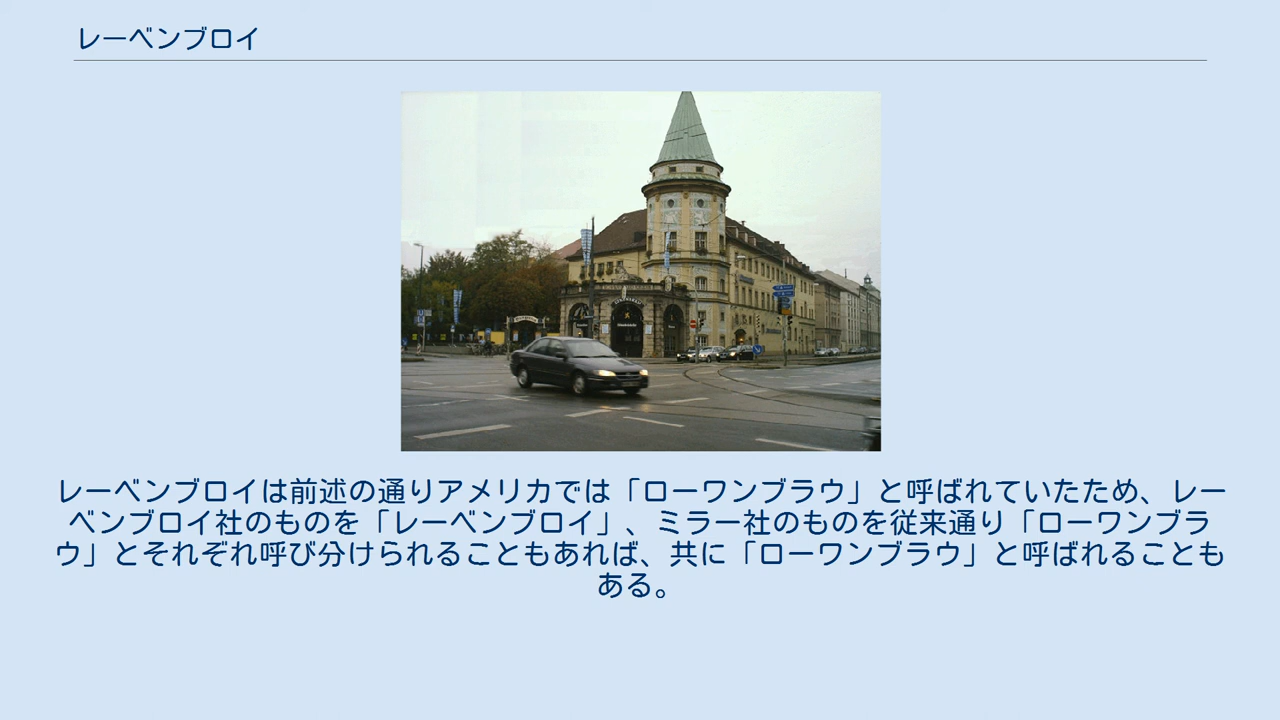 レーベンブロイ
レーベンブロイは前述の通りアメリカでは「ローワンブラウ」と呼ばれていたため、レー
ベンブロイ社のものを「レーベンブロイ」、ミラー社のものを従来通り「ローワンブラ
ウ」とそれぞれ呼び分けられることもあれば、共に「ローワンブラウ」と呼ばれることも
ある。